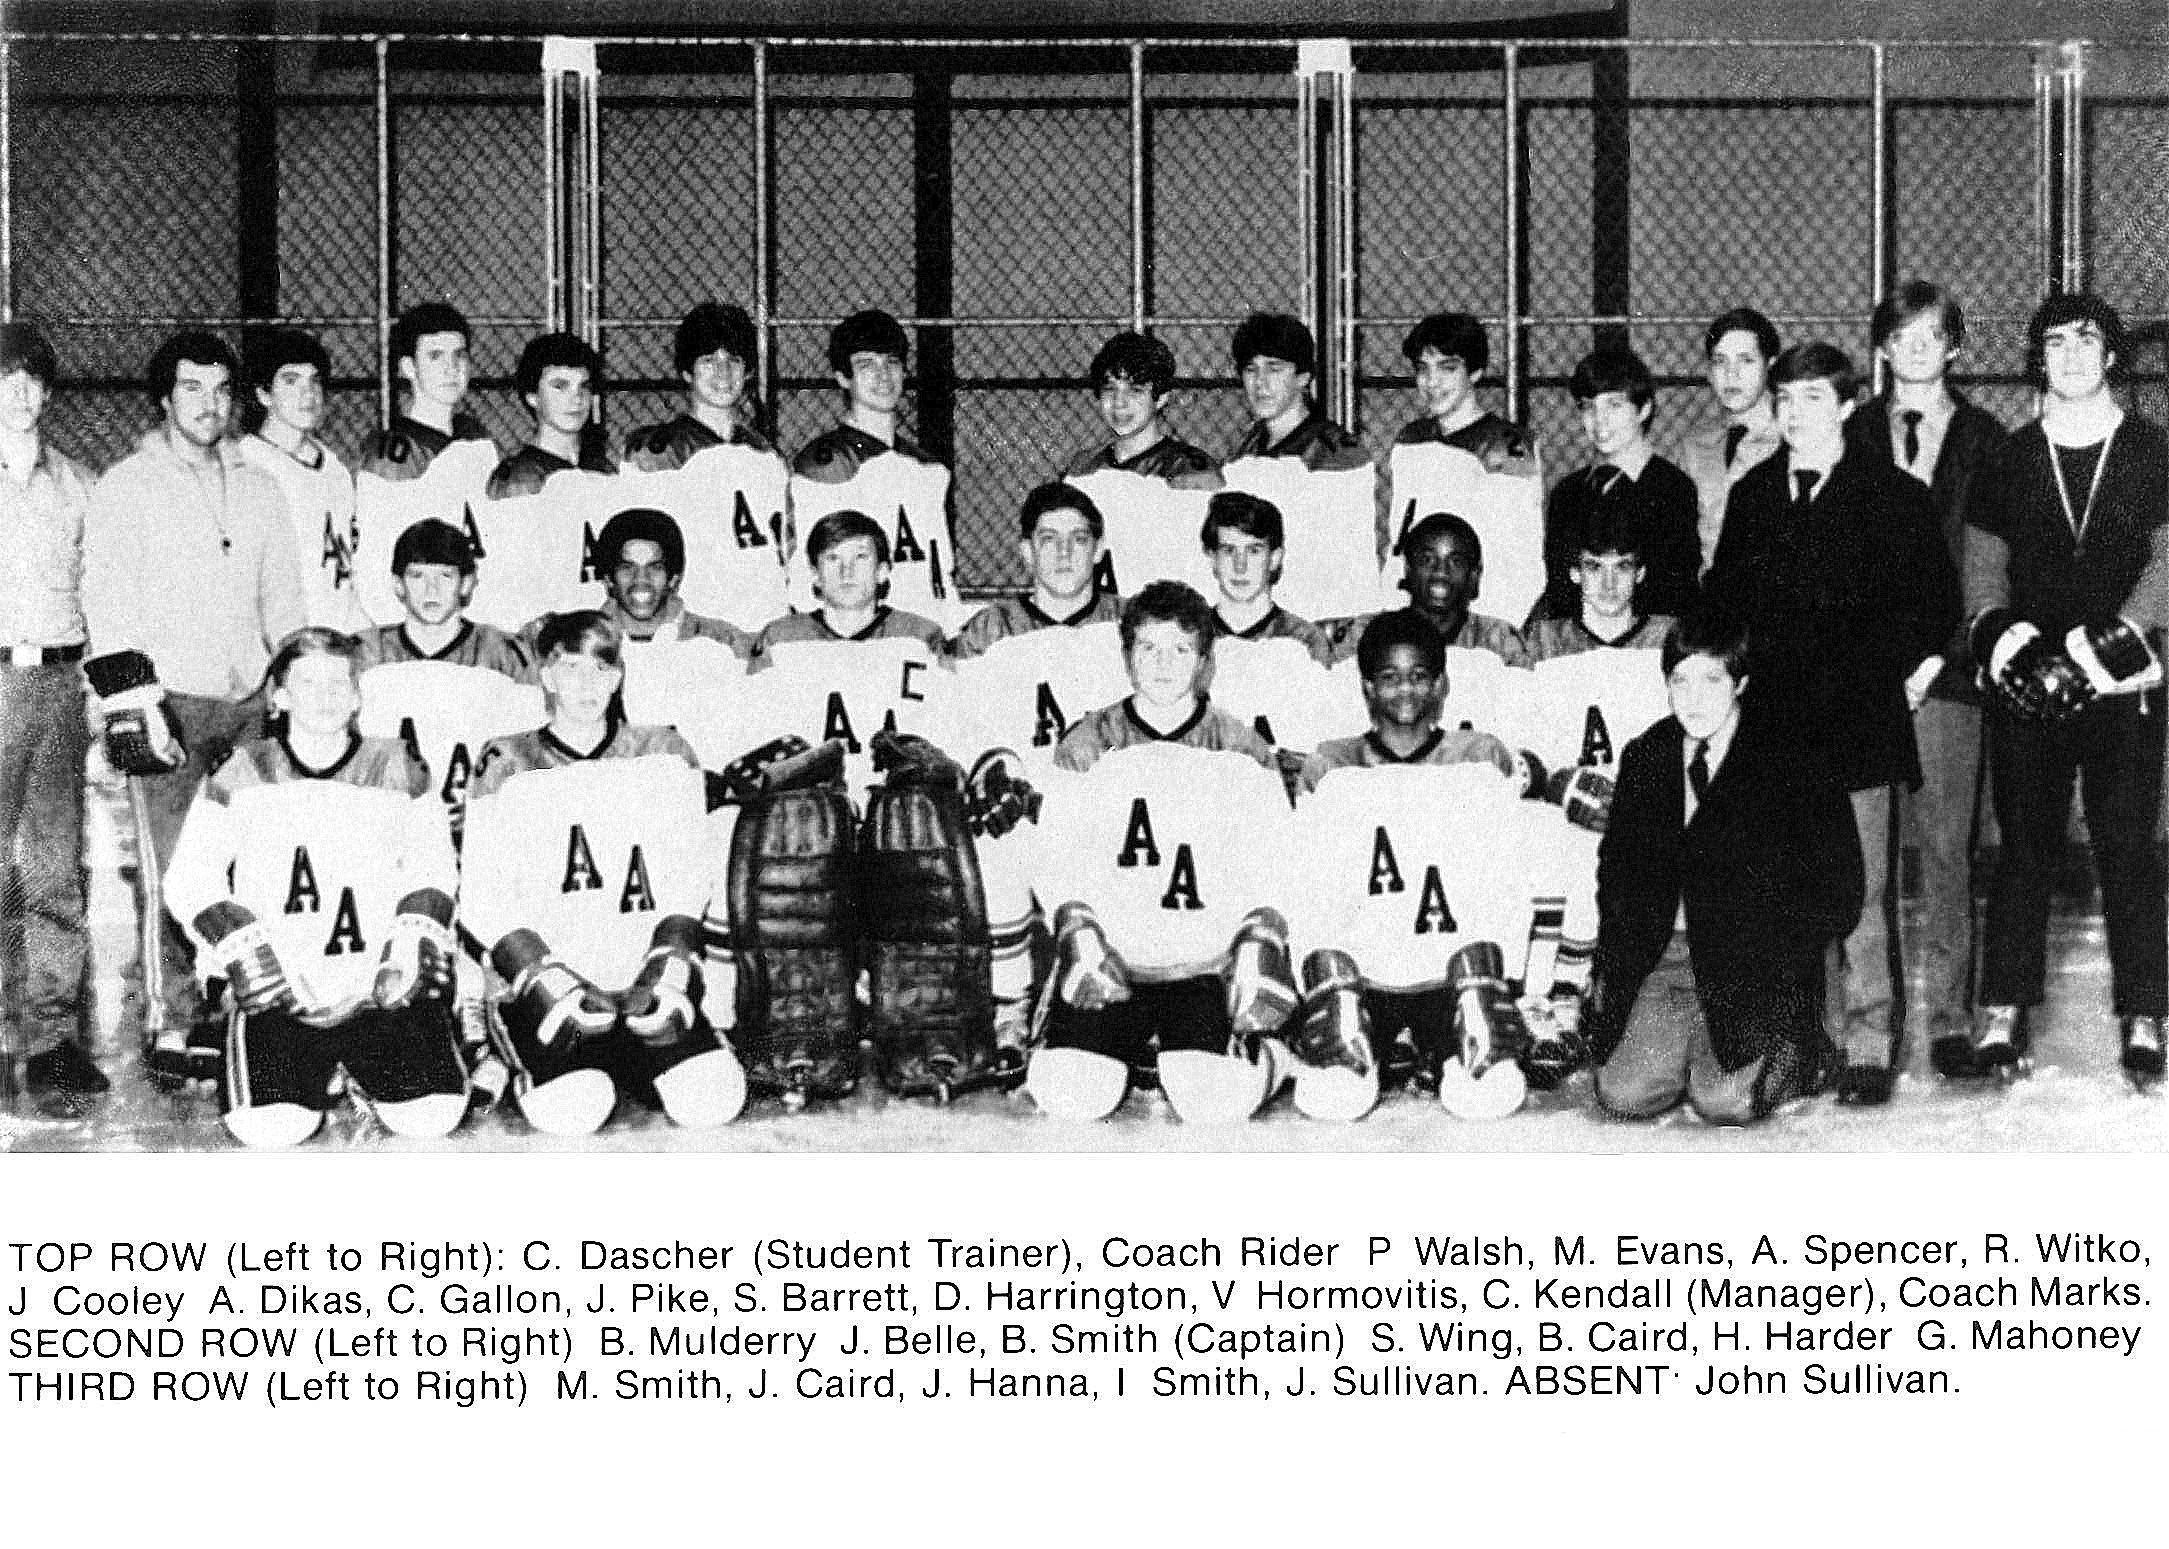 TOP ROW (Left to Right): C. Dascher (Student Trainer), Coach Rider P Walsh, M. Evans, A. Spencer, R. Witko,
J Cooley A. Dikas, C. Gallon, J. Pike, S. Barrett, D. Harrington, V Hormovitis, C. Kendall (Manager), Coach Marks.
SECOND ROW (Left to Right) B. Mulderry J. Belle, B. Smith (Captain) S. Wing, B. Caird, H. Harder G. Mahoney
THIRD ROW (Left to Right) M. Smith, J. Caird, J. Hanna, I Smith, J. Sullivan. ABSENT· John Sullivan.